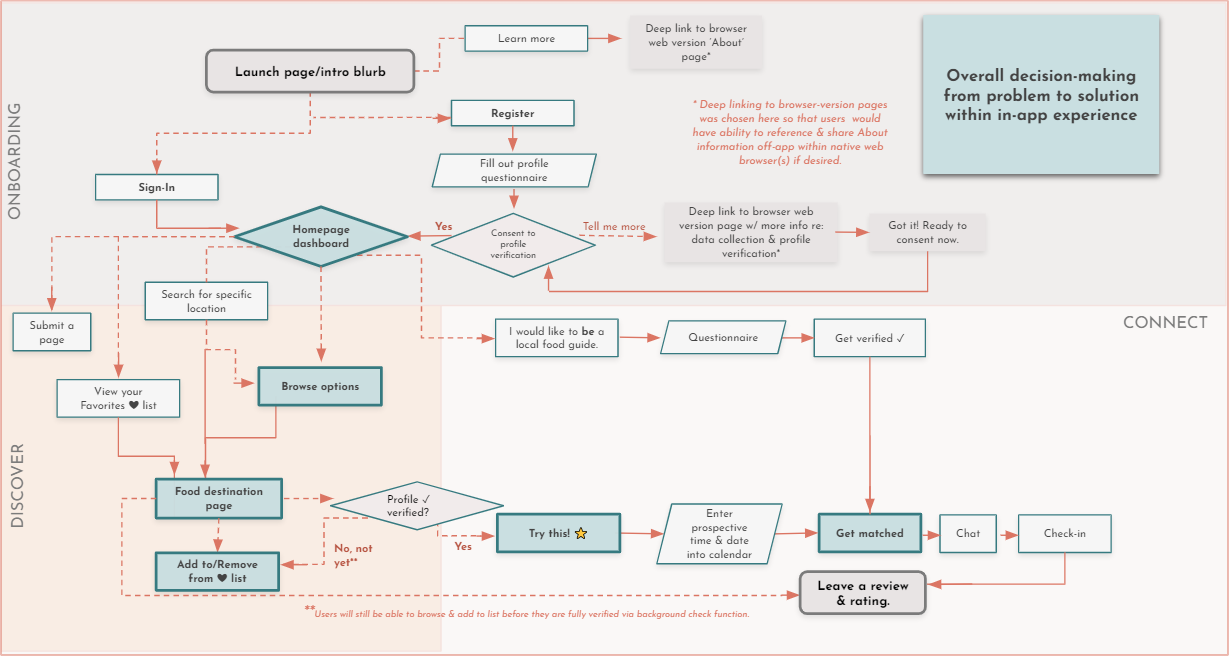 ONBOARDING
Launch page/intro blurb
Learn more
Deep link to browser
web version 'About'
page*
Overall decision-making
from problem to solution
within in-app experience
Register
* Deep linking to browser-version pages
was chosen here so that users would
have ability to reference & share About
information off-app within native web
browser(s) if desired.
Fill out profile
questionnaire
Sign-In
Homepage
dashboard
Yes
Consent to
profile
verification
Tell me more
Deep link to browser web
version page w/ more info re:
data collection & profile
verification*
Got it! Ready to
consent now.
Search for specific
location
Submit a
page
CONNECT
I would like to be a
local food guide.
Questionnaire
Get verified ✓
View your
Favorites ♥ list
Browse options
DISCOVER
Food destination
page
Profile ✓
verified?
Yes
No, not
yet**
Try this! ⭐
Enter
prospective
time & date
into calendar
Get matched
Chat
Check-in
Add to/Remove
from ♥ list
Leave a review
& rating.
**Users will still be able to browse & add to list before they are fully verified via background check function.